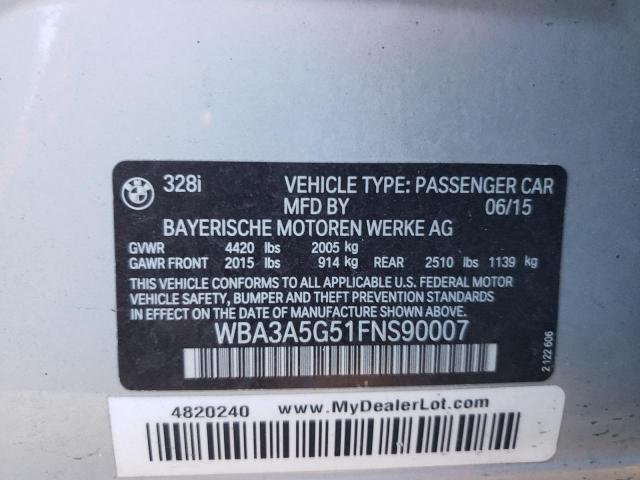 BMW
328i VEHICLE TYPE: PASSENGER CAR
MFD BY 06/15
BAYERISCHE MOTOREN WERKE AG
GVWR 4420 lbs 2005 kg
GAWR FRONT 2015 lbs 914 kg REAR 2510 lbs 1139 kg
THIS VEHICLE CONFORMS TO ALL APPLICABLE U.S. FEDERAL MOTOR
VEHICLE SAFETY, BUMPER AND THEFT PREVENTION STANDARDS
IN EFFECT ON THE DATE OF MANUFACTURE SHOWN ABOVE.
WBA3A5G51FNS90007
2 122 606
4820240 www.MyDealerLot.com